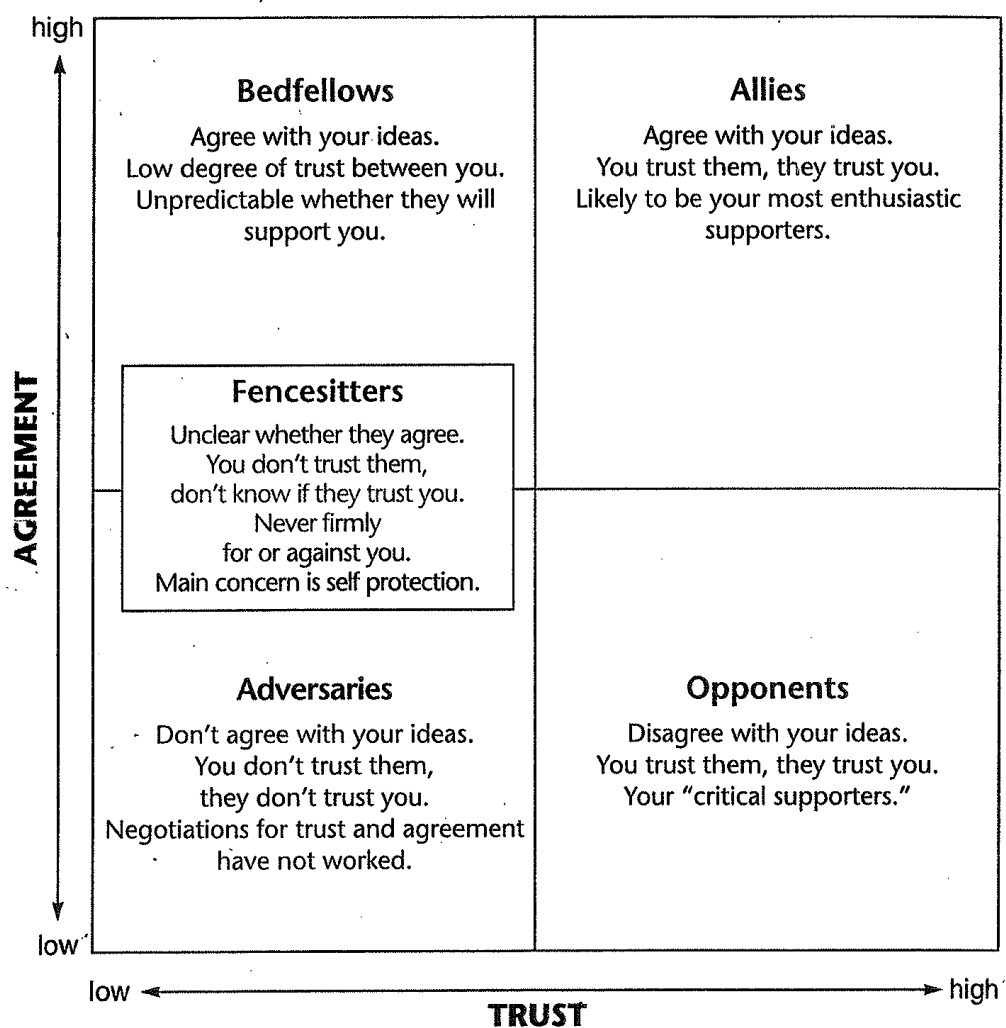 high
Bedfellows
Agree with your ideas.
Low degree of trust between you.
Unpredictable whether they will
support you.
Allies
Agree with your ideas.
You trust them, they trust you.
Likely to be your most enthusiastic
supporters.
AGREEMENT
Fencesitters
Unclear whether they agree.
You don't trust them,
don't know if they trust you.
Never firmly
for or against you.
Main concern is self protection.
Adversaries
Don't agree with your ideas.
You don't trust them,
they don't trust you.
Negotiations for trust and agreement
have not worked.
Opponents
Disagree with your ideas.
You trust them, they trust you.
Your "critical supporters."
low
low
high
TRUST